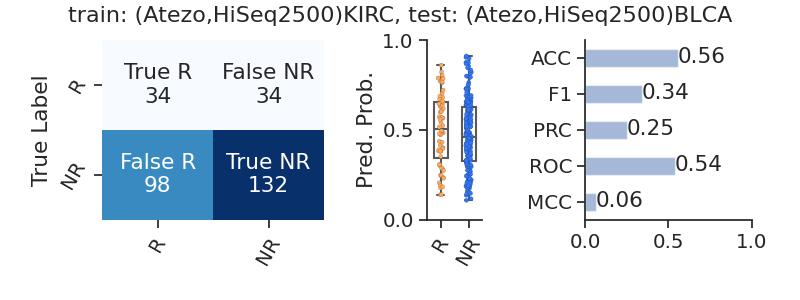 train: (Atezo,HiSeq2500)KIRC, test: (Atezo,HiSeq2500)BLCA
True Label
R
NR
True R
34
False NR
34
False R
98
True NR
132
R
NR
Pred. Prob.
1.0
0.5
0.0
R
NR
ACC
0.56
F1
0.34
PRC
0.25
ROC
0.54
MCC
0.06
0.0
0.5
1.0